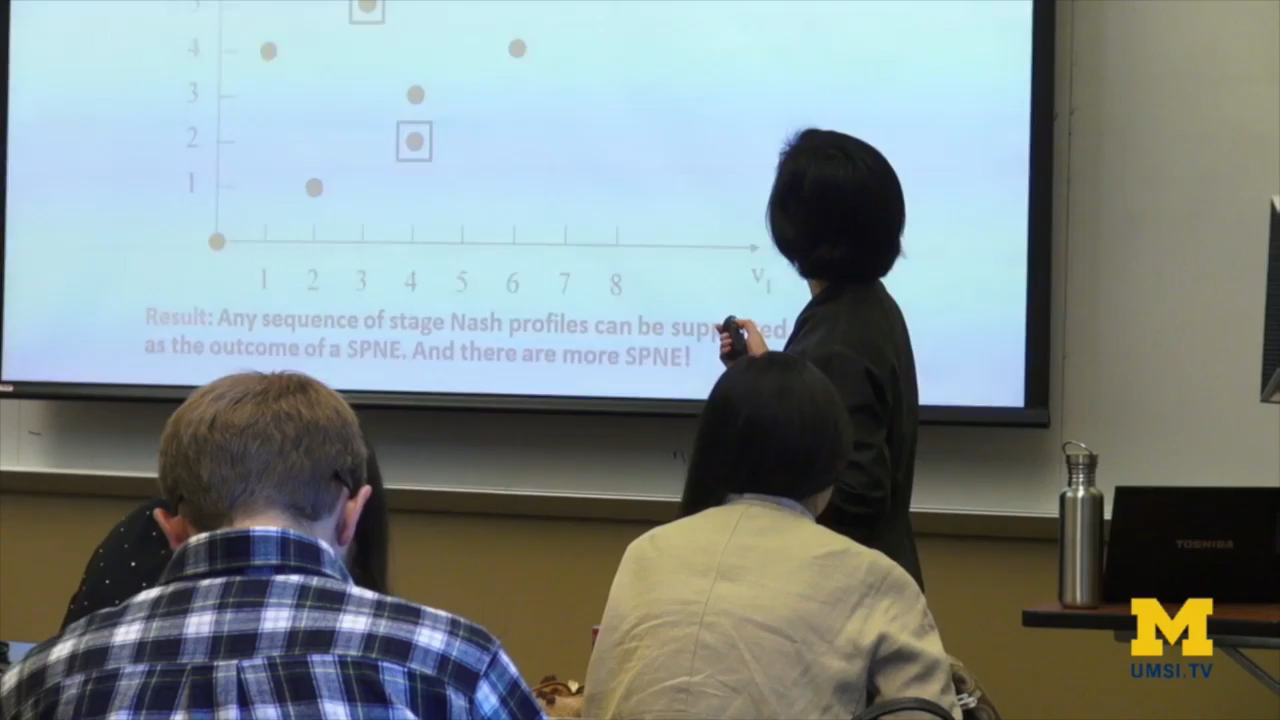 4
3
2
1
1 2 3 4 5 6 7 8 v1
Result: Any sequence of stage Nash profiles can be supp ed
as the outcome of a SPNE. And there are more SPNE!
TOSHIBA
M
UMSI.TV